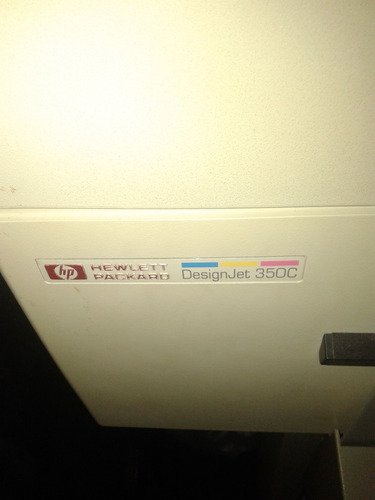 hp HEWLETT
PACKARD
DesignJet 350C